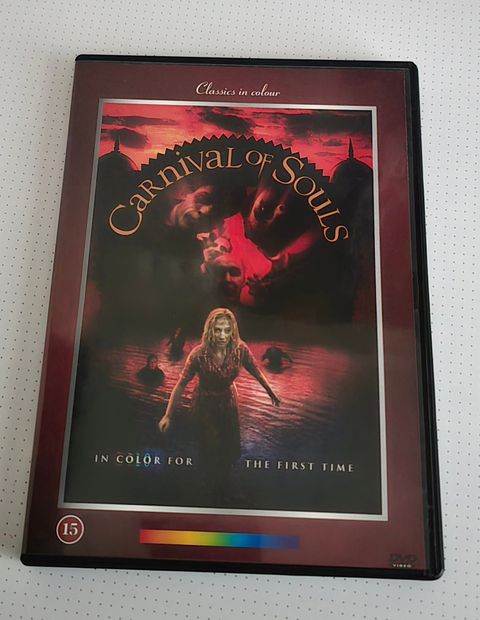 Classics in colour
CARNIVAL OF SOULS
IN COLOR FOR THE FIRST TIME
15
DVD
VIDEO